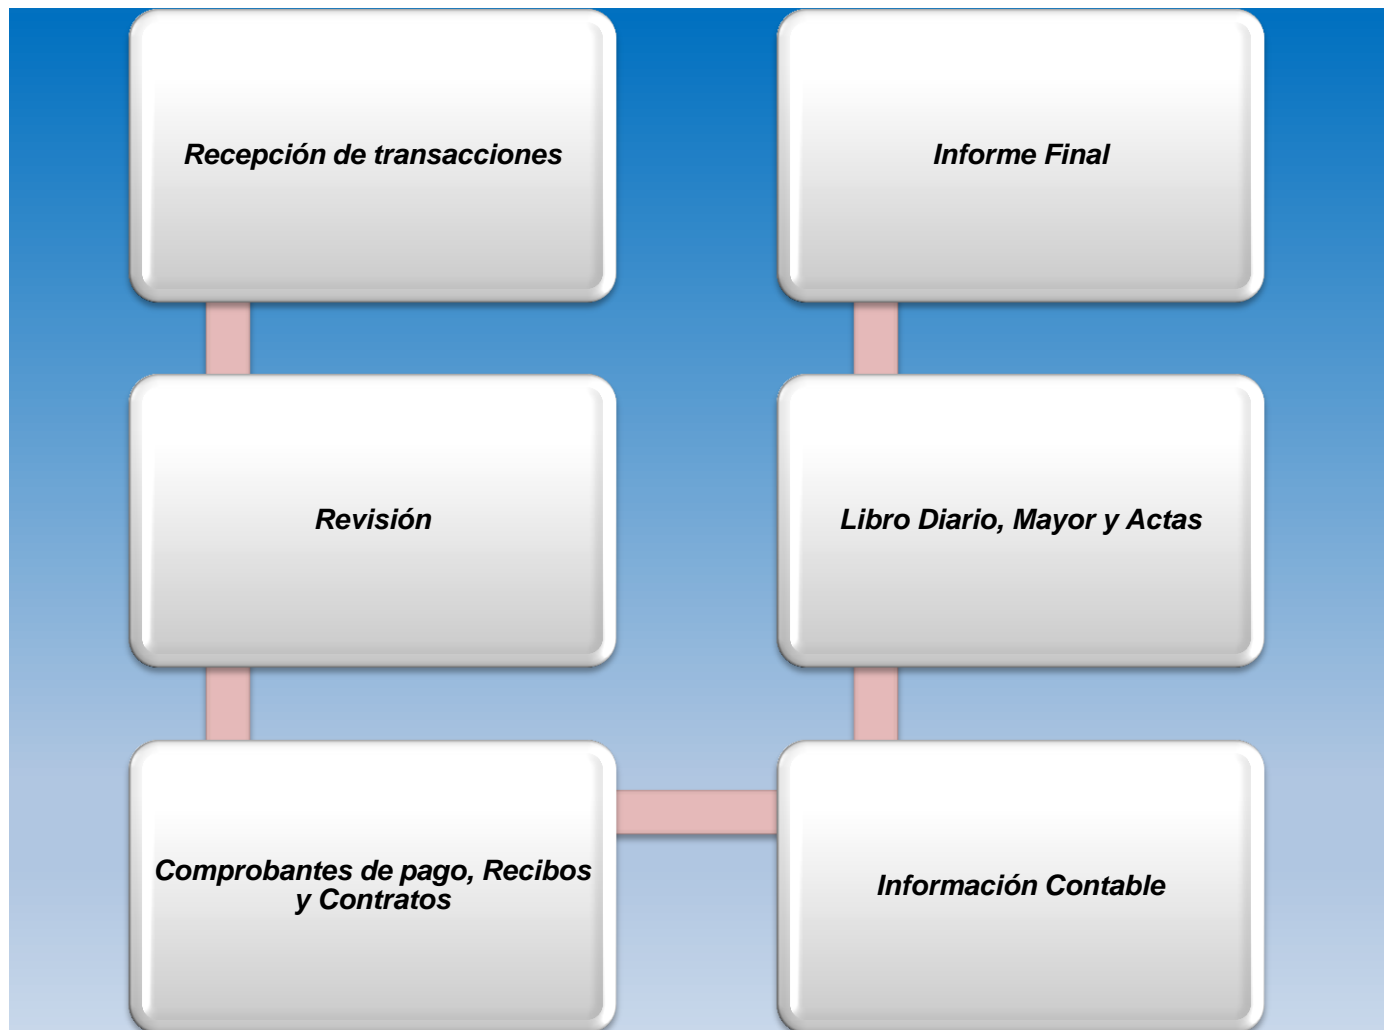 Recepción de transacciones
Revisión
Comprobantes de pago, Recibos
y Contratos
Información Contable
Libro Diario, Mayor y Actas
Informe Final